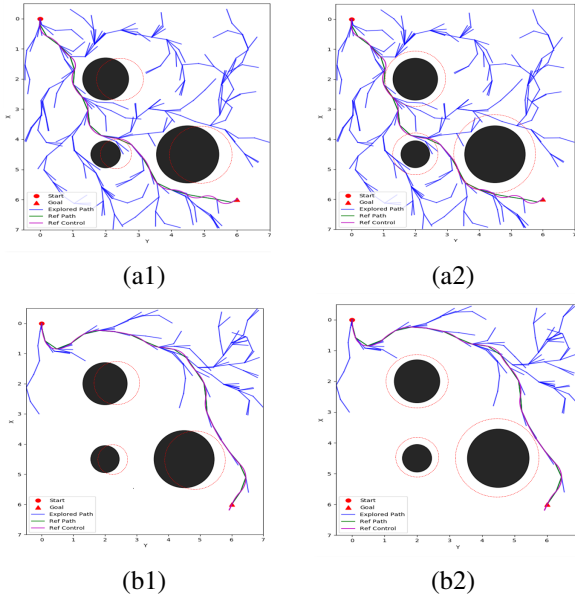 0
1
2
3
4
5
6
7
X
0 1 2 3 4 5 6 7
Y
Start
Goal
Explored Path
Ref Path
Ref Control
(a1)
0
1
2
3
4
5
6
7
X
0 1 2 3 4 5 6 7
Y
Start
Goal
Explored Path
Ref Path
Ref Control
(a2)
0
1
2
3
4
5
6
7
X
0 1 2 3 4 5 6 7
Y
Start
Goal
Explored Path
Ref Path
Ref Control
(b1)
0
1
2
3
4
5
6
7
X
0 1 2 3 4 5 6 7
Y
Start
Goal
Explored Path
Ref Path
Ref Control
(b2)